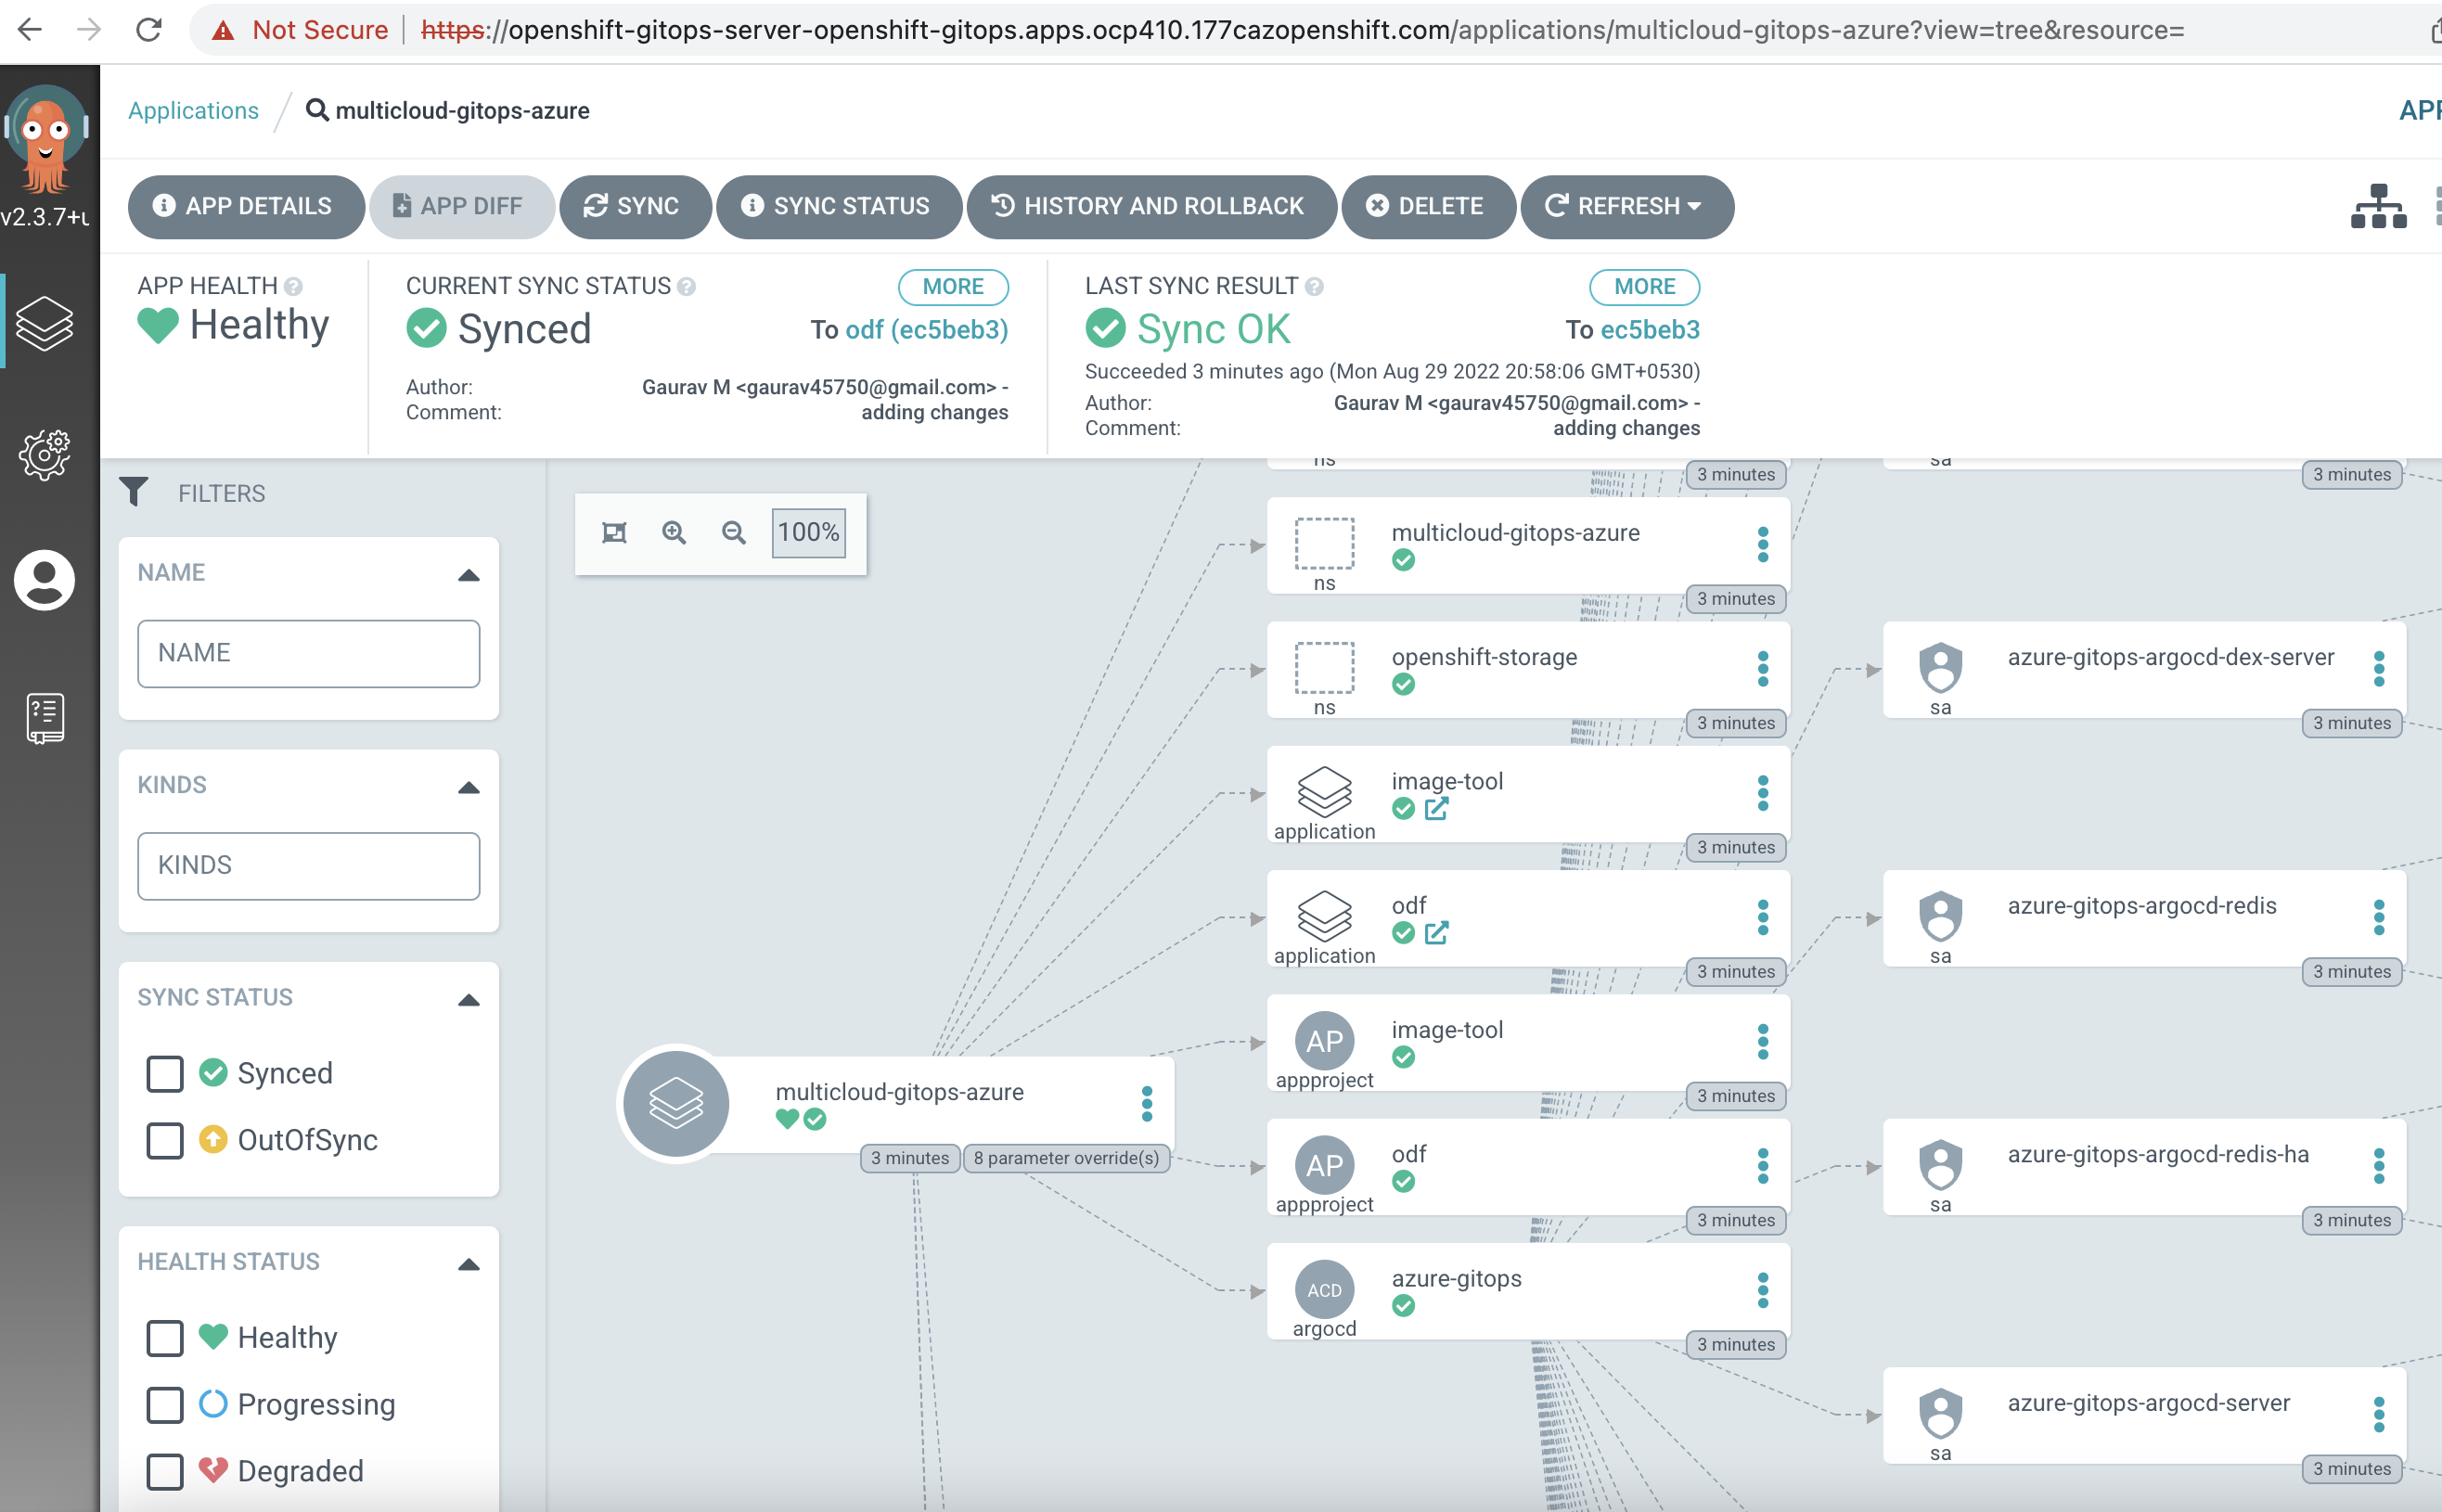 Not Secure | https://openshift-gitops-server-openshift-gitops.apps.ocp410.177cazopenshift.com/applications/multicloud-gitops-azure?view=tree&resource=
Applications / multicloud-gitops-azure
APP
v2.3.7+u
APP DETAILS APP DIFF SYNC SYNC STATUS HISTORY AND ROLLBACK DELETE REFRESH
APP HEALTH ?
Healthy
CURRENT SYNC STATUS ? MORE
Synced To odf (ec5beb3)
Author: Gaurav M <gaurav45750@gmail.com> -
Comment: adding changes
LAST SYNC RESULT ? MORE
Sync OK To ec5beb3
Succeeded 3 minutes ago (Mon Aug 29 2022 20:58:06 GMT+0530)
Author: Gaurav M <gaurav45750@gmail.com> -
Comment: adding changes
FILTERS
NAME
NAME
KINDS
KINDS
SYNC STATUS
Synced
OutOfSync
HEALTH STATUS
Healthy
Progressing
Degraded
100%
multicloud-gitops-azure
3 minutes 8 parameter override(s)
ns
3 minutes
multicloud-gitops-azure
ns
3 minutes
openshift-storage
ns
3 minutes
image-tool
application
3 minutes
odf
application
3 minutes
AP
image-tool
appproject
3 minutes
AP
odf
appproject
3 minutes
ACD
azure-gitops
argocd
3 minutes
sa
3 minutes
azure-gitops-argocd-dex-server
sa
3 minutes
azure-gitops-argocd-redis
sa
3 minutes
azure-gitops-argocd-redis-ha
sa
3 minutes
azure-gitops-argocd-server
sa
3 minutes